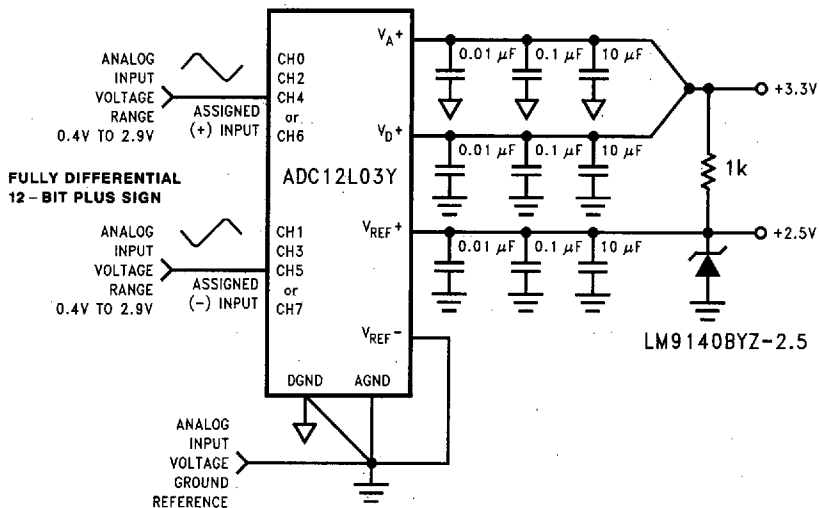 ANALOG
INPUT
VOLTAGE
RANGE
0.4V TO 2.9V
ASSIGNED
(+) INPUT
CH0
CH2
CH4
or
CH6
FULLY DIFFERENTIAL
12-BIT PLUS SIGN
ANALOG
INPUT
VOLTAGE
RANGE
0.4V TO 2.9V
ASSIGNED
(-) INPUT
CH1
CH3
CH5
or
CH7
ADC12L03Y
VA+
VD+
VREF+
VREF-
DGND
AGND
0.01 µF
0.1 µF
10 µF
0.01 µF
0.1 µF
10 µF
0.01 µF
0.1 µF
10 µF
+3.3V
1k
+2.5V
LM9140BYZ-2.5
ANALOG
INPUT
VOLTAGE
GROUND
REFERENCE